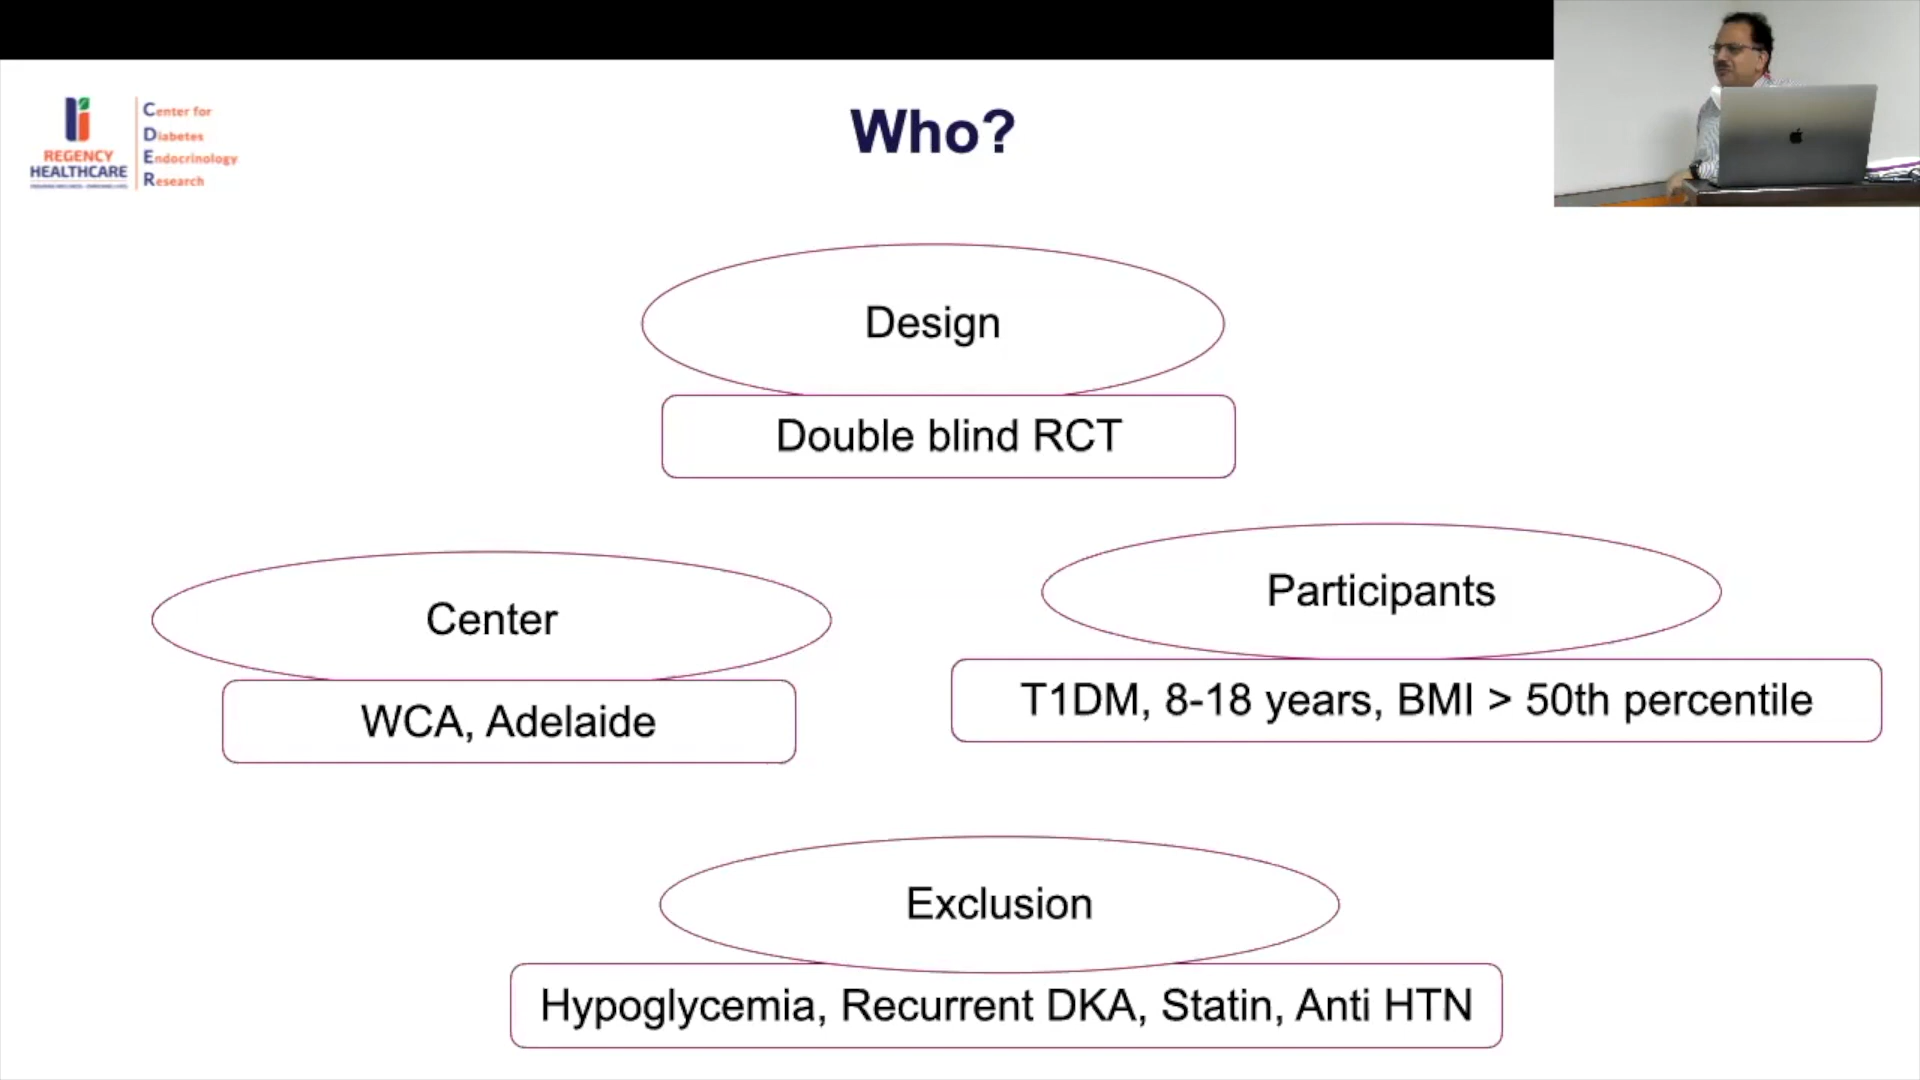 Who?
REGENCY
HEALTHCARE
Center for
Diabetes
Endocrinology
Research
Design
Double blind RCT
Center
WCA, Adelaide
Participants
T1DM, 8-18 years, BMI > 50th percentile
Exclusion
Hypoglycemia, Recurrent DKA, Statin, Anti HTN